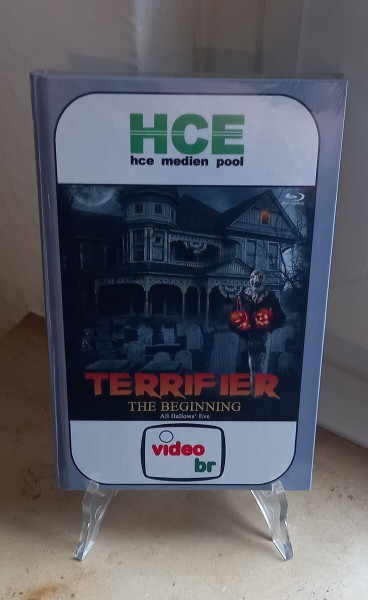 HCE
hce medien pool
TERRIFIER
THE BEGINNING
All Hallows' Eve
video
br